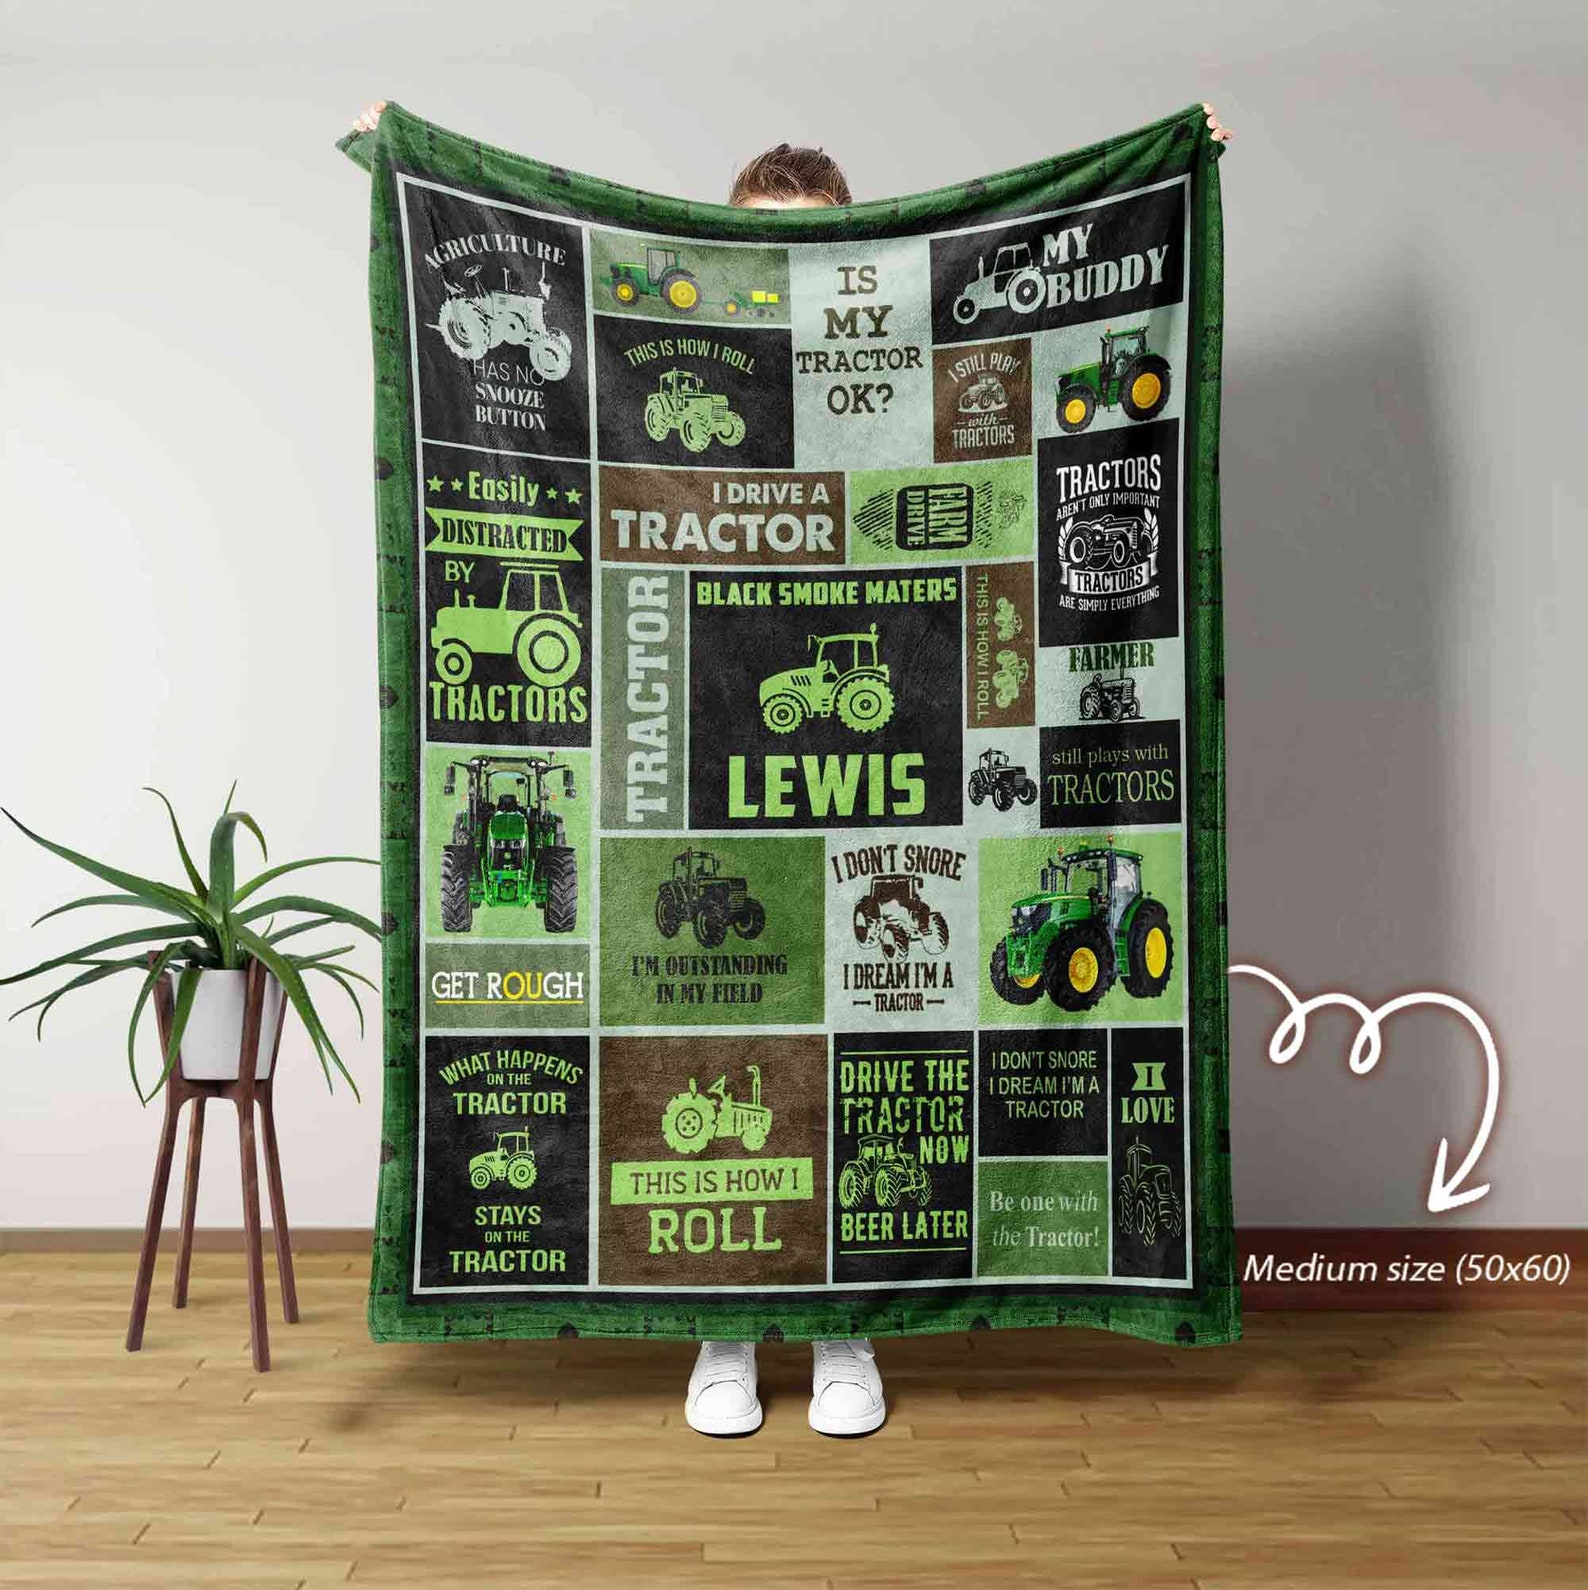 AGRICULTURE
HAS NO
SNOOZE
BUTTON
THIS IS HOW I ROLL
IS
MY
TRACTOR
OK?
MY
BUDDY
I STILL PLAY
with
TRACTORS
Easily
DISTRACTED
BY
TRACTORS
I DRIVE A
TRACTOR
FARM
DRIVE
TRACTORS
AREN'T ONLY IMPORTANT
TRACTORS
ARE SIMPLY EVERYTHING
TRACTOR
BLACK SMOKE MATERS
LEWIS
THIS IS HOW I ROLL
FARMER
still plays with
TRACTORS
GET ROUGH
I'M OUTSTANDING
IN MY FIELD
I DON'T SNORE
I DREAM I'M A
TRACTOR
WHAT HAPPENS
ON THE
TRACTOR
STAYS
ON THE
TRACTOR
THIS IS HOW I
ROLL
DRIVE THE
TRACTOR
NOW
BEER LATER
I DON'T SNORE
I DREAM I'M A
TRACTOR
Be one with
the Tractor!
I
LOVE
Medium size (50x60)